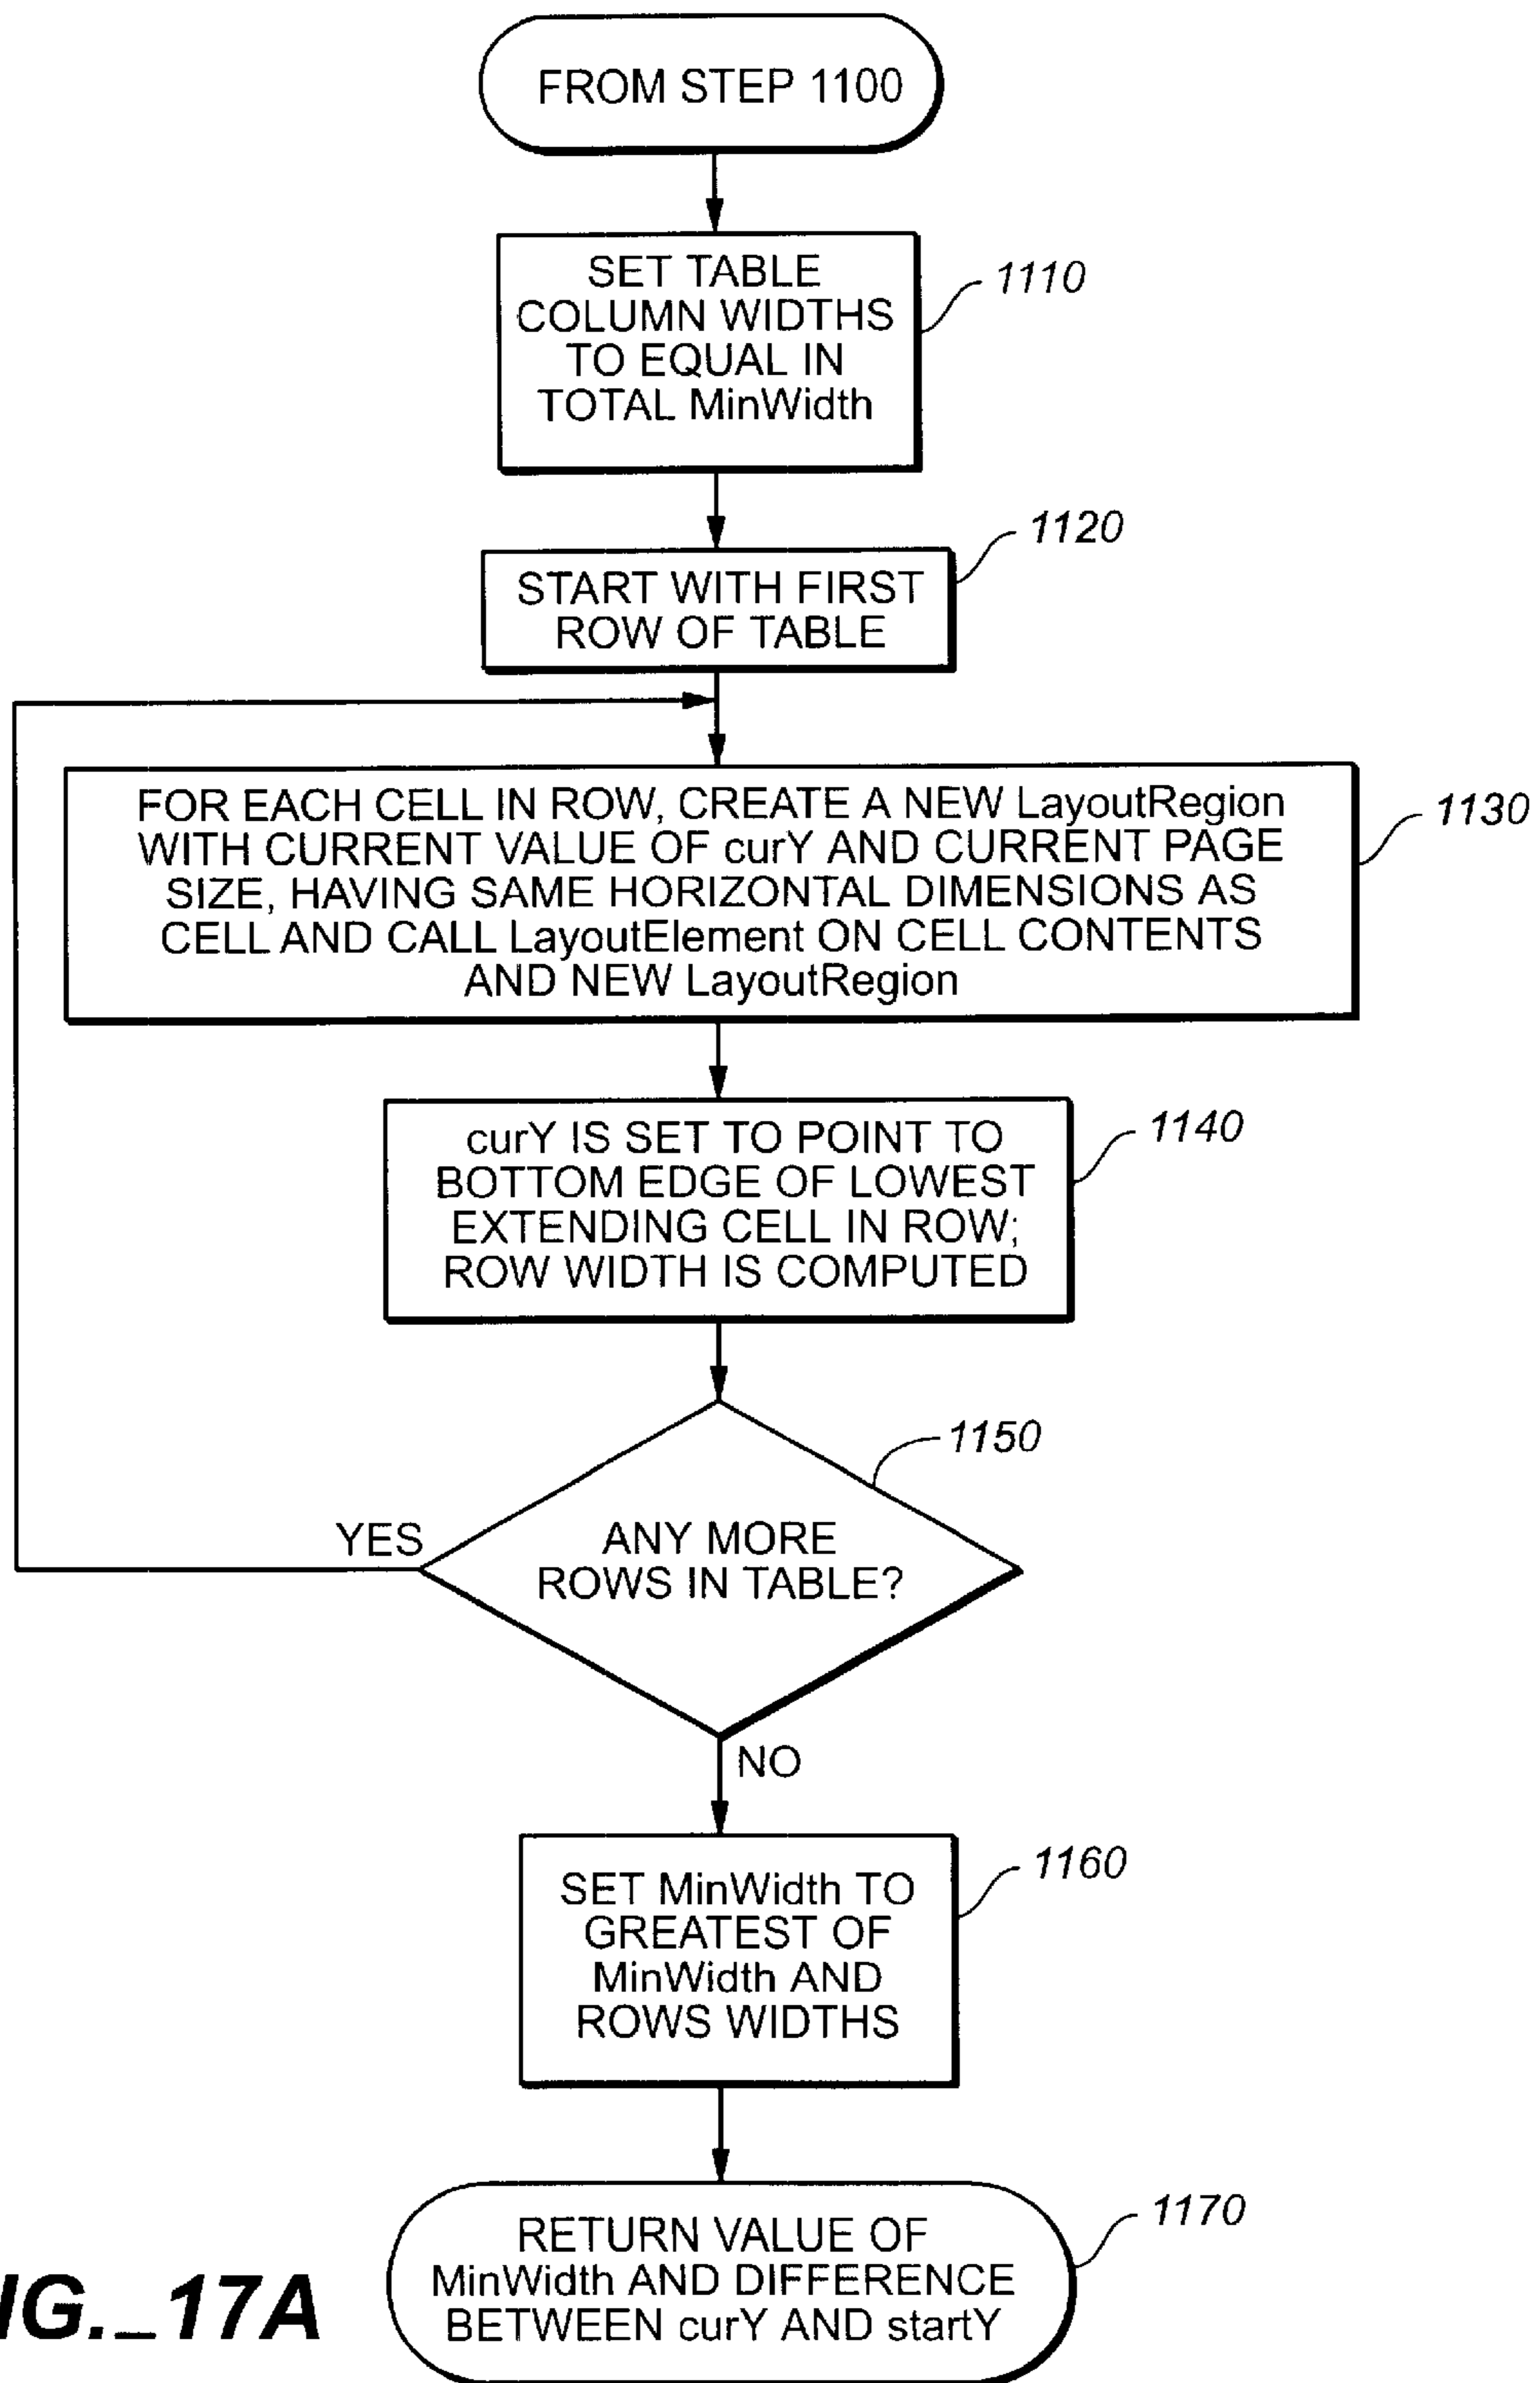 FROM STEP 1100
SET TABLE
COLUMN WIDTHS
TO EQUAL IN
TOTAL MinWidth
1110
START WITH FIRST
ROW OF TABLE
1120
FOR EACH CELL IN ROW, CREATE A NEW LayoutRegion
WITH CURRENT VALUE OF curY AND CURRENT PAGE
SIZE, HAVING SAME HORIZONTAL DIMENSIONS AS
CELL AND CALL LayoutElement ON CELL CONTENTS
AND NEW LayoutRegion
1130
curY IS SET TO POINT TO
BOTTOM EDGE OF LOWEST
EXTENDING CELL IN ROW;
ROW WIDTH IS COMPUTED
1140
ANY MORE
ROWS IN TABLE?
1150
YES
NO
SET MinWidth TO
GREATEST OF
MinWidth AND
ROWS WIDTHS
1160
RETURN VALUE OF
MinWidth AND DIFFERENCE
BETWEEN curY AND startY
1170
IG._17A